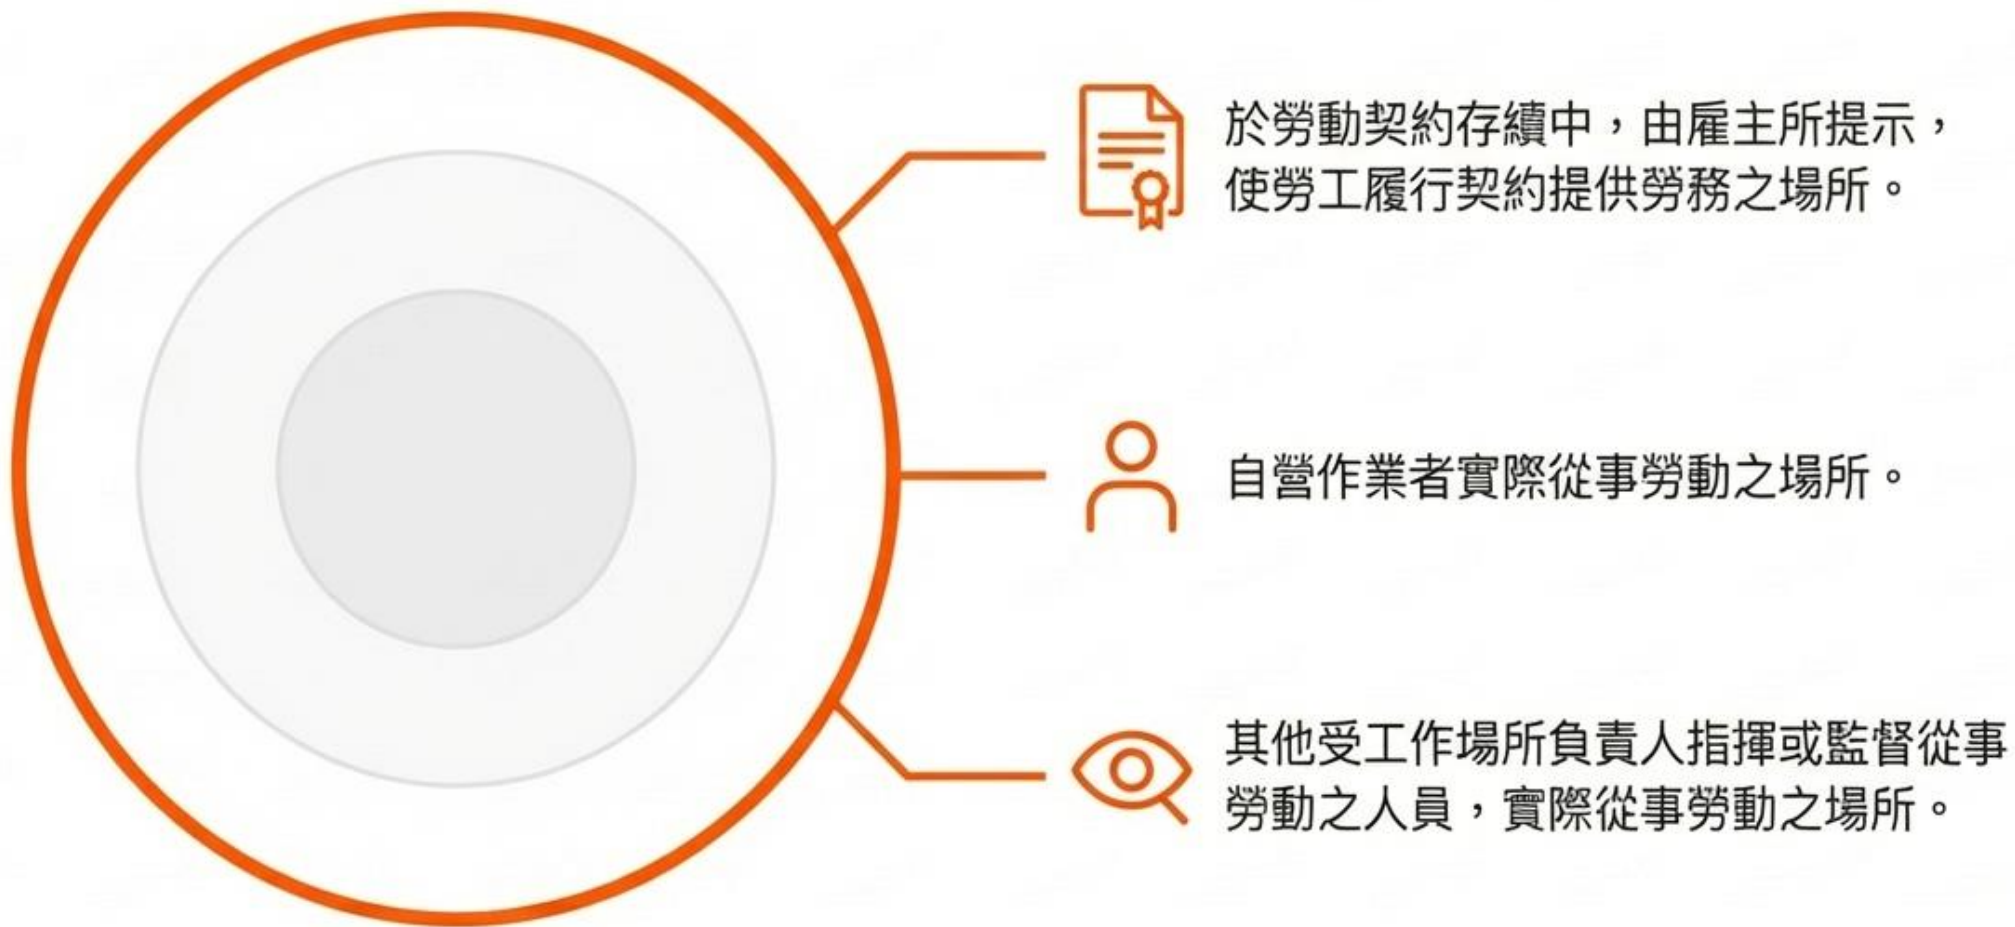 於勞動契約存續中，由雇主所提示，
使勞工履行契約提供勞務之場所。
自營作業者實際從事勞動之場所。
其他受工作場所負責人指揮或監督從事
勞動之人員，實際從事勞動之場所。